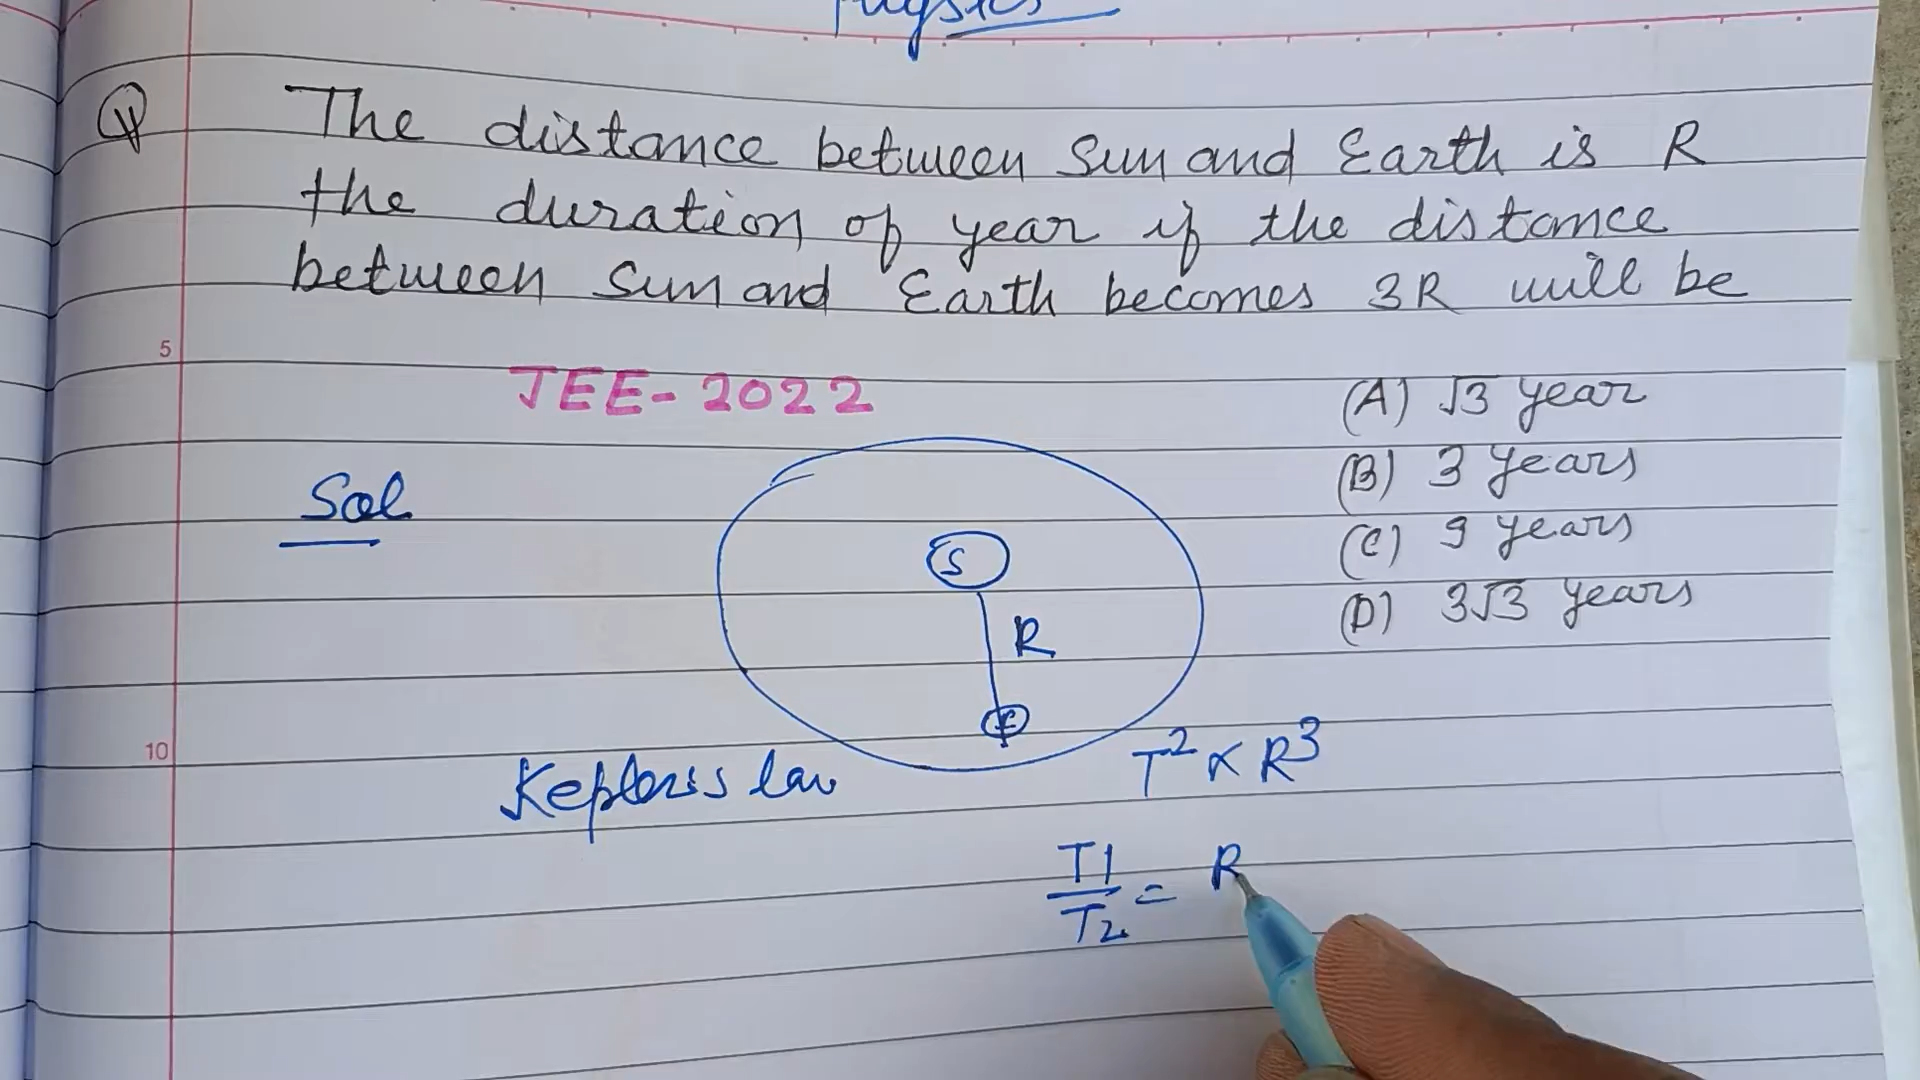 Physics
Q The distance between Sun and Earth is R
the duration of year if the distance
between Sun and Earth becomes 3R will be
5
JEE-2022
(A) √3 year
(B) 3 years
(C) 9 years
(D) 3√3 years
Sol
S
R
E
10
Kepler's law
T² ∝ R³
T1/T2 = R